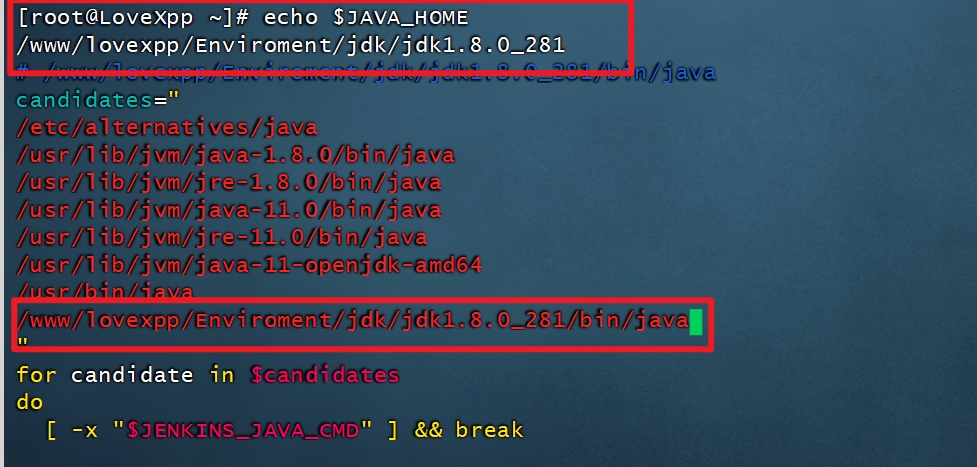 [root@LoveXpp ~]# echo $JAVA_HOME
/www/lovexpp/Enviroment/jdk/jdk1.8.0_281
# /www/lovexpp/Enviroment/jdk/jdk1.8.0_281/bin/java
candidates="
/etc/alternatives/java
/usr/lib/jvm/java-1.8.0/bin/java
/usr/lib/jvm/jre-1.8.0/bin/java
/usr/lib/jvm/java-11.0/bin/java
/usr/lib/jvm/jre-11.0/bin/java
/usr/lib/jvm/java-11-openjdk-amd64
/usr/bin/java
/www/lovexpp/Enviroment/jdk/jdk1.8.0_281/bin/java
"
for candidate in $candidates
do
  [ -x "$JENKINS_JAVA_CMD" ] && break